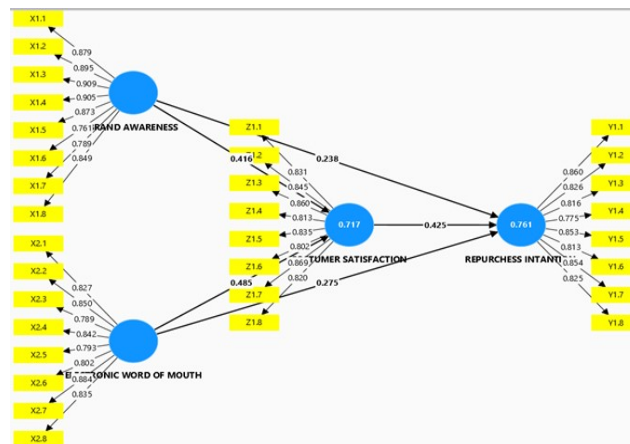 X1.1
X1.2
X1.3
X1.4
X1.5
X1.6
X1.7
X1.8
0.879
0.895
0.909
0.905
0.873
0.761
0.789
0.849
RAND AWARENESS
X2.1
X2.2
X2.3
X2.4
X2.5
X2.6
X2.7
X2.8
0.827
0.850
0.789
0.842
0.793
0.802
0.884
0.835
RONIC WORD OF MOUTH
0.416
0.238
0.485
0.275
0.425
Z1.1
1.2
Z1.3
Z1.4
Z1.5
Z1.6
Z1.7
Z1.8
0.831
0.845
0.860
0.813
0.835
0.802
0.869
0.820
0.717
TUMER SATISFACTION
0.761
REPURCHESS INTANTI
0.860
0.826
0.816
0.775
0.853
0.813
0.854
0.825
Y1.1
Y1.2
Y1.3
Y1.4
Y1.5
Y1.6
Y1.7
Y1.8